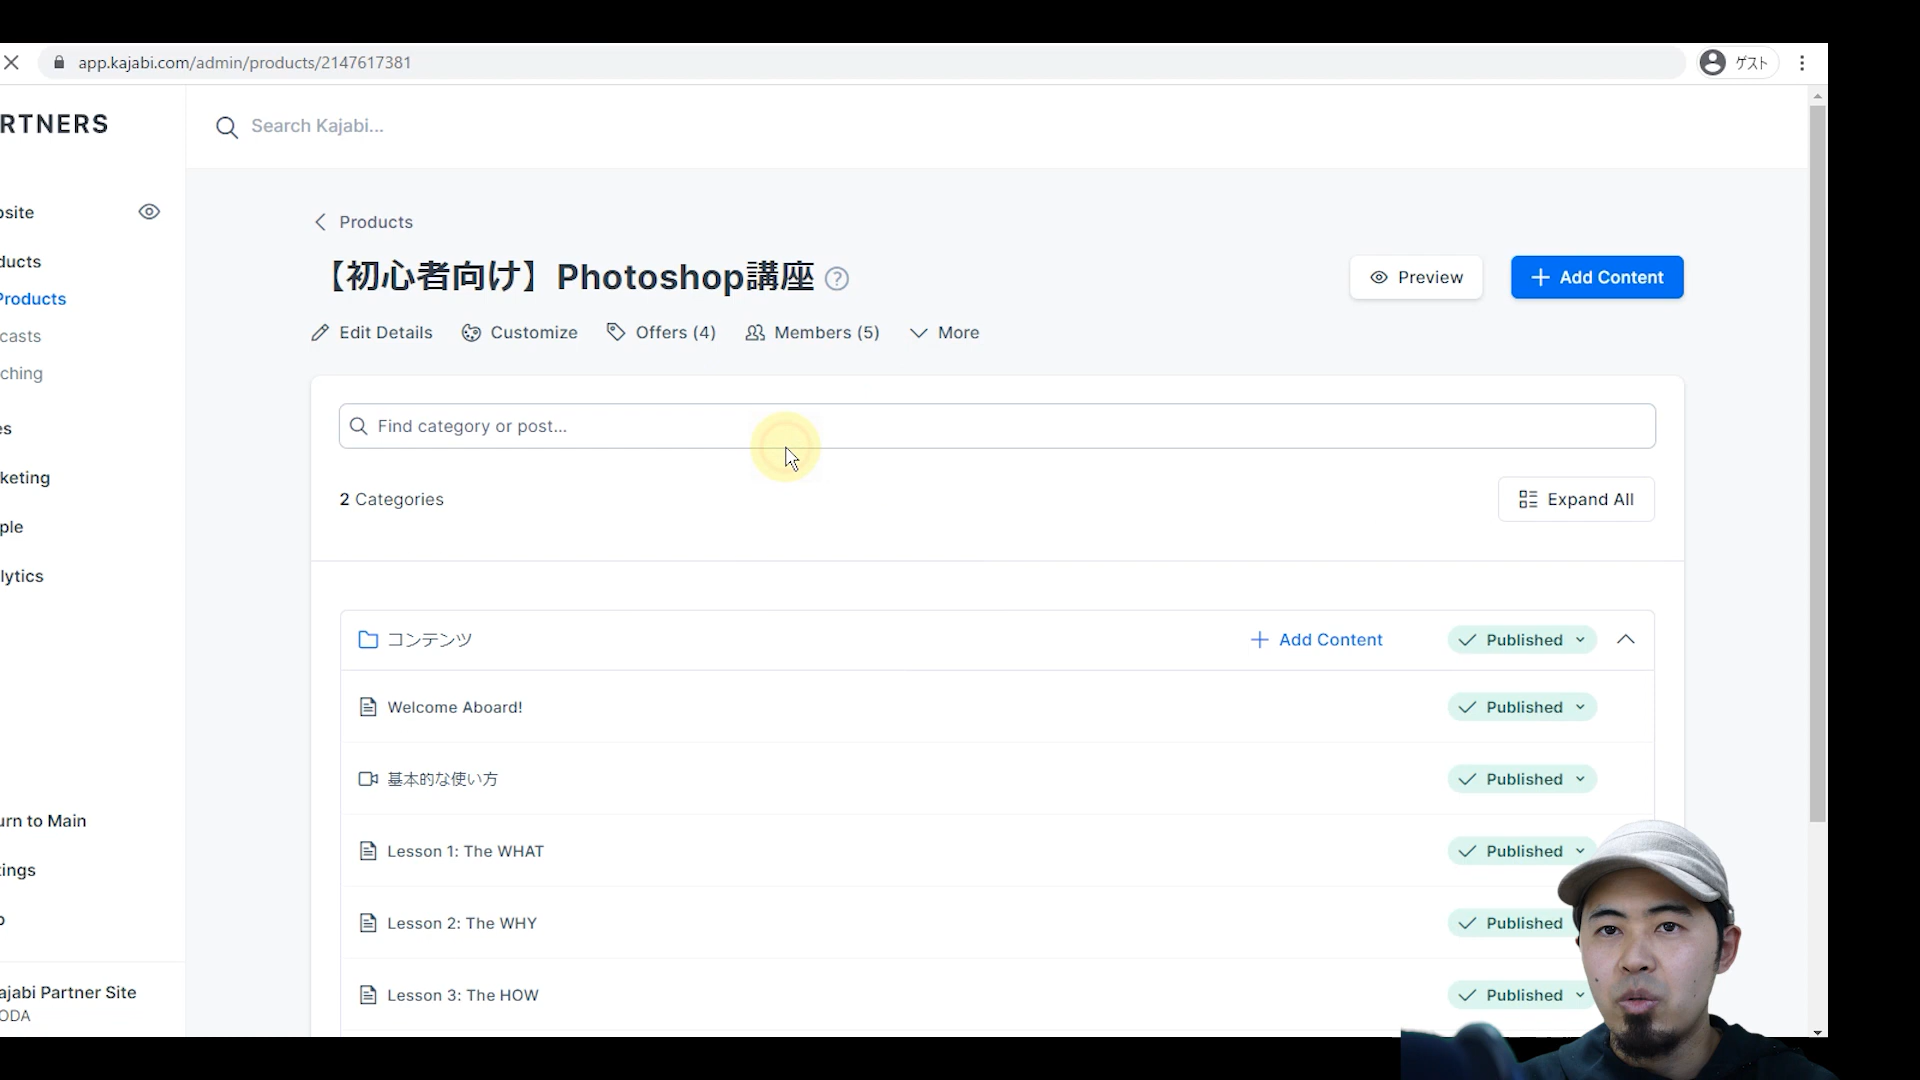 app.kajabi.com/admin/products/2147617381
ゲスト
RTNERS
Search Kajabi...
osite
ducts
Products
casts
ching
es
keting
ple
lytics
urn to Main
tings
ajabi Partner Site
ODA
Products
【初心者向け】Photoshop講座
Preview
Add Content
Edit Details
Customize
Offers (4)
Members (5)
More
Find category or post...
2 Categories
Expand All
コンテンツ
Add Content
Published
Welcome Aboard!
Published
基本的な使い方
Published
Lesson 1: The WHAT
Published
Lesson 2: The WHY
Published
Lesson 3: The HOW
Published